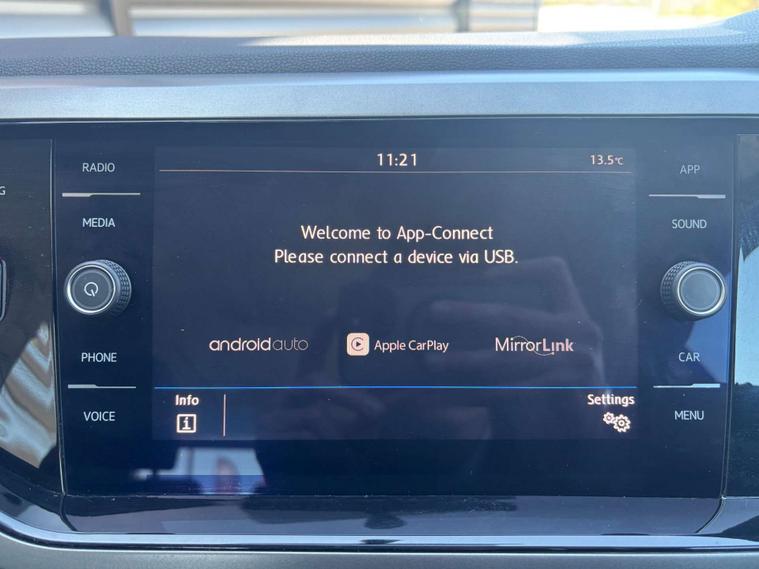 11:21
13.5°C
RADIO
MEDIA
PHONE
VOICE
Welcome to App-Connect
Please connect a device via USB.
androidauto
Apple CarPlay
MirrorLink
Info
i
Settings
APP
SOUND
CAR
MENU
G